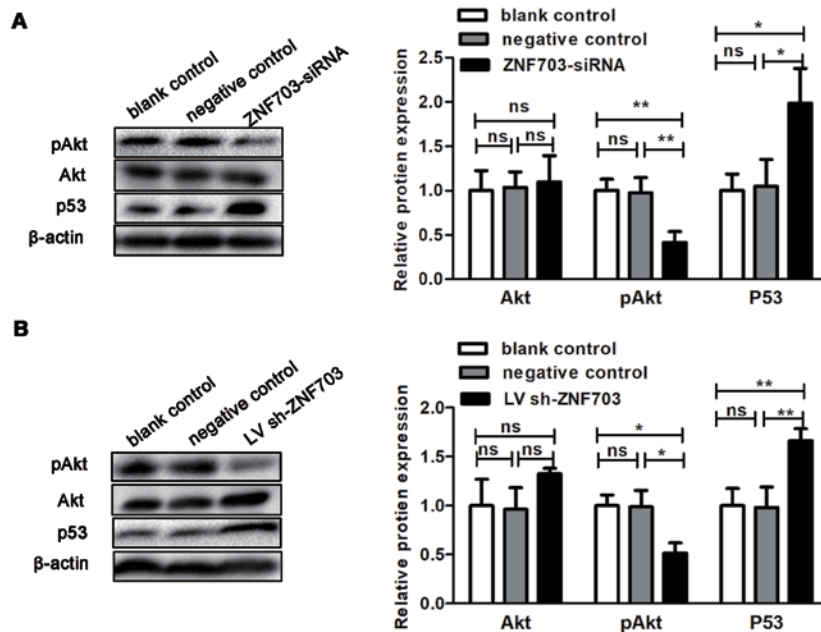 A
blank control
negative control
ZNF703-siRNA
pAkt
Akt
p53
β-actin
blank control
negative control
ZNF703-siRNA
Relative protien expression
2.5
2.0
1.5
1.0
0.5
0.0
ns
ns
ns
**
ns
**
*
ns
*
Akt
pAkt
P53
B
blank control
negative control
LV sh-ZNF703
pAkt
Akt
p53
β-actin
blank control
negative control
LV sh-ZNF703
Relative protien expression
2.0
1.5
1.0
0.5
0.0
ns
ns
ns
*
ns
*
**
ns
**
Akt
pAkt
P53